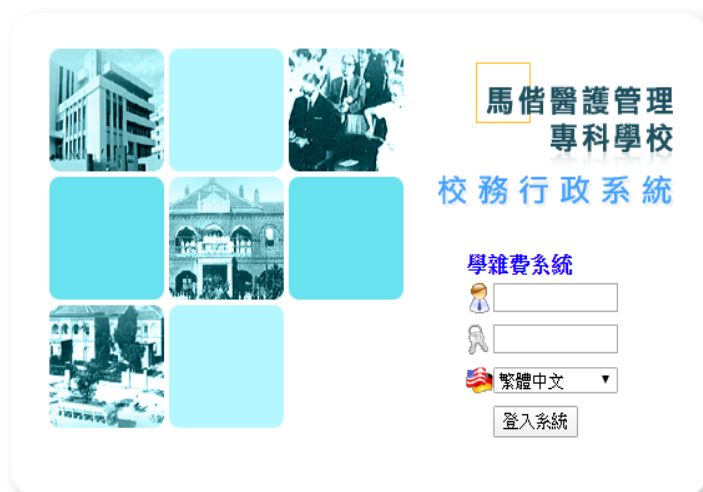 馬偕醫護管理
專科學校
校務行政系統
學雜費系統
繁體中文
登入系統